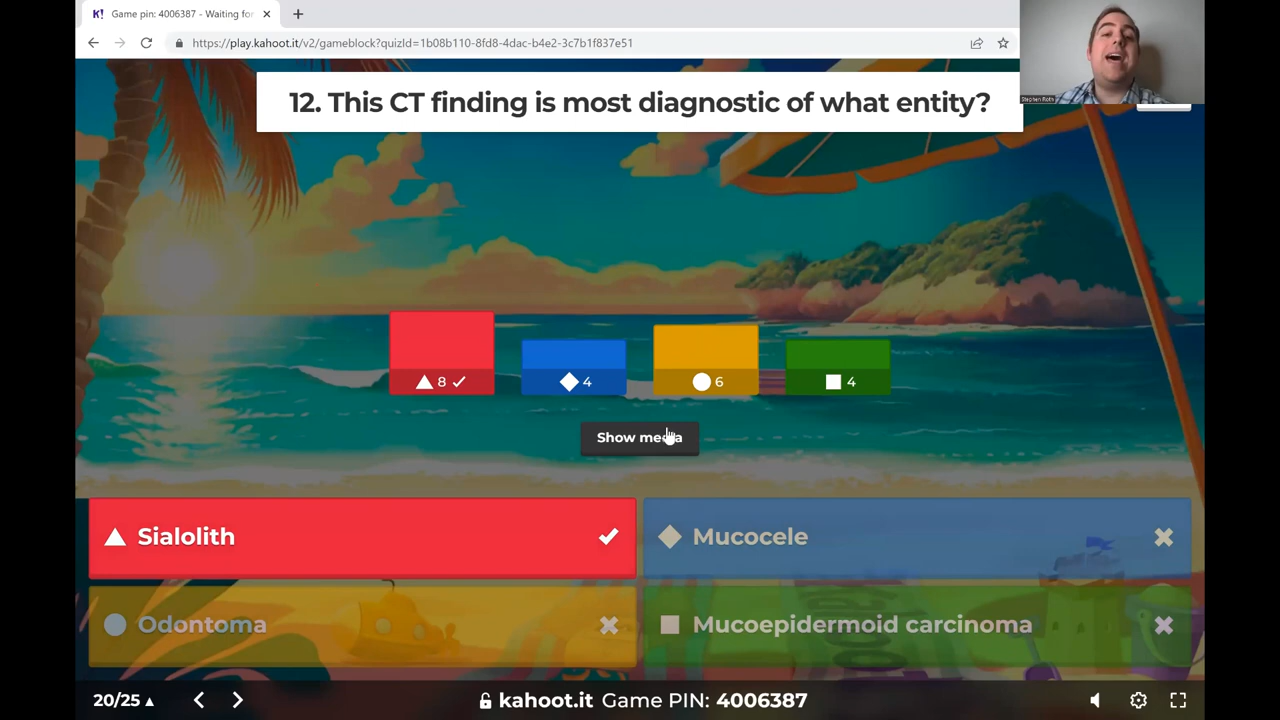 K! Game pin: 4006387 - Waiting for
https://play.kahoot.it/v2/gameblock?quizId=1b08b110-8fd8-4dac-b4e2-3c7b1f837e51
Stephen Roth
12. This CT finding is most diagnostic of what entity?
8 4 6 4
Show media
Sialolith
Mucocele
Odontoma
Mucoepidermoid carcinoma
20/25
kahoot.it Game PIN: 4006387